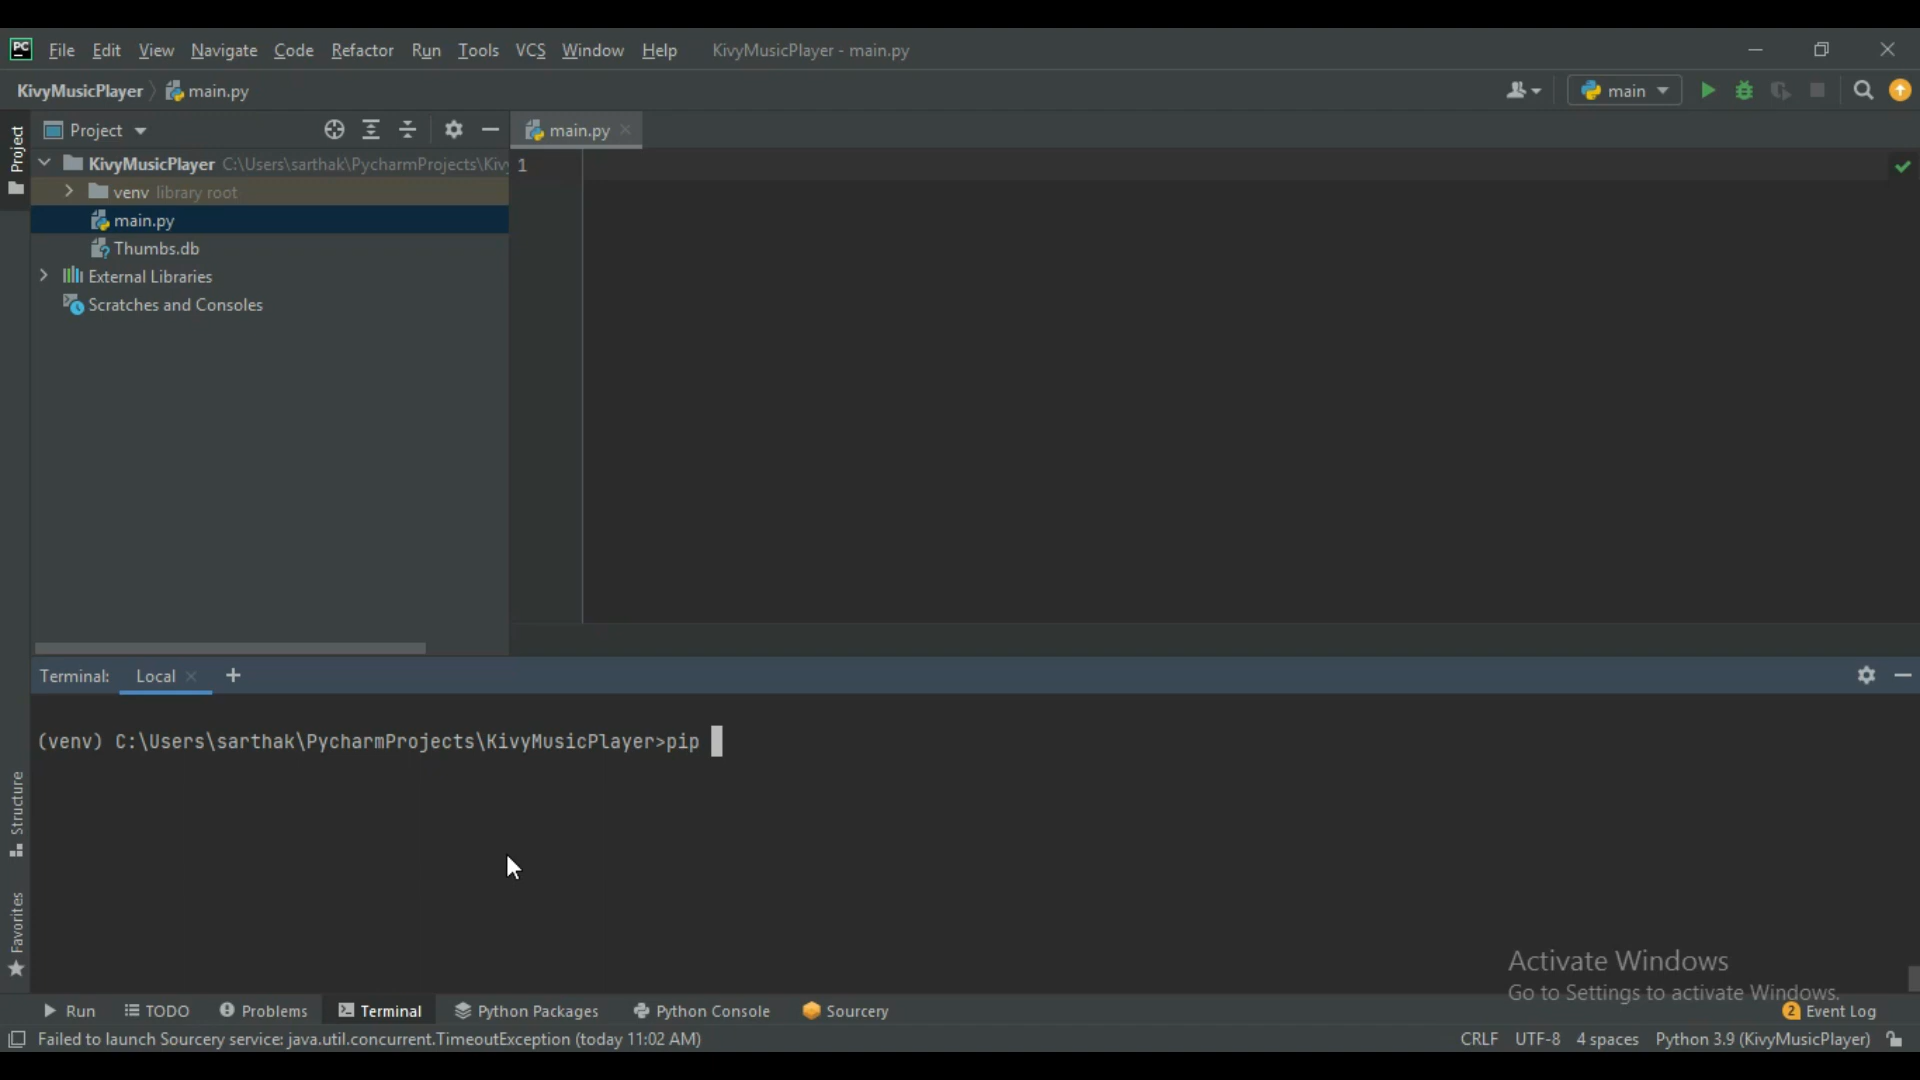 PC File Edit View Navigate Code Refactor Run Tools VCS Window Help KivyMusicPlayer - main.py
KivyMusicPlayer main.py main
Project Project main.py
KivyMusicPlayer C:\Users\sarthak\PycharmProjects\Kivy 1
venv library root
main.py
Thumbs.db
External Libraries
Scratches and Consoles
Terminal: Local
(venv) C:\Users\sarthak\PycharmProjects\KivyMusicPlayer>pip
Structure
Favorites
Activate Windows
Go to Settings to activate Windows.
Run TODO Problems Terminal Python Packages Python Console Sourcery 2 Event Log
Failed to launch Sourcery service: java.util.concurrent.TimeoutException (today 11:02 AM) CRLF UTF-8 4 spaces Python 3.9 (KivyMusicPlayer)